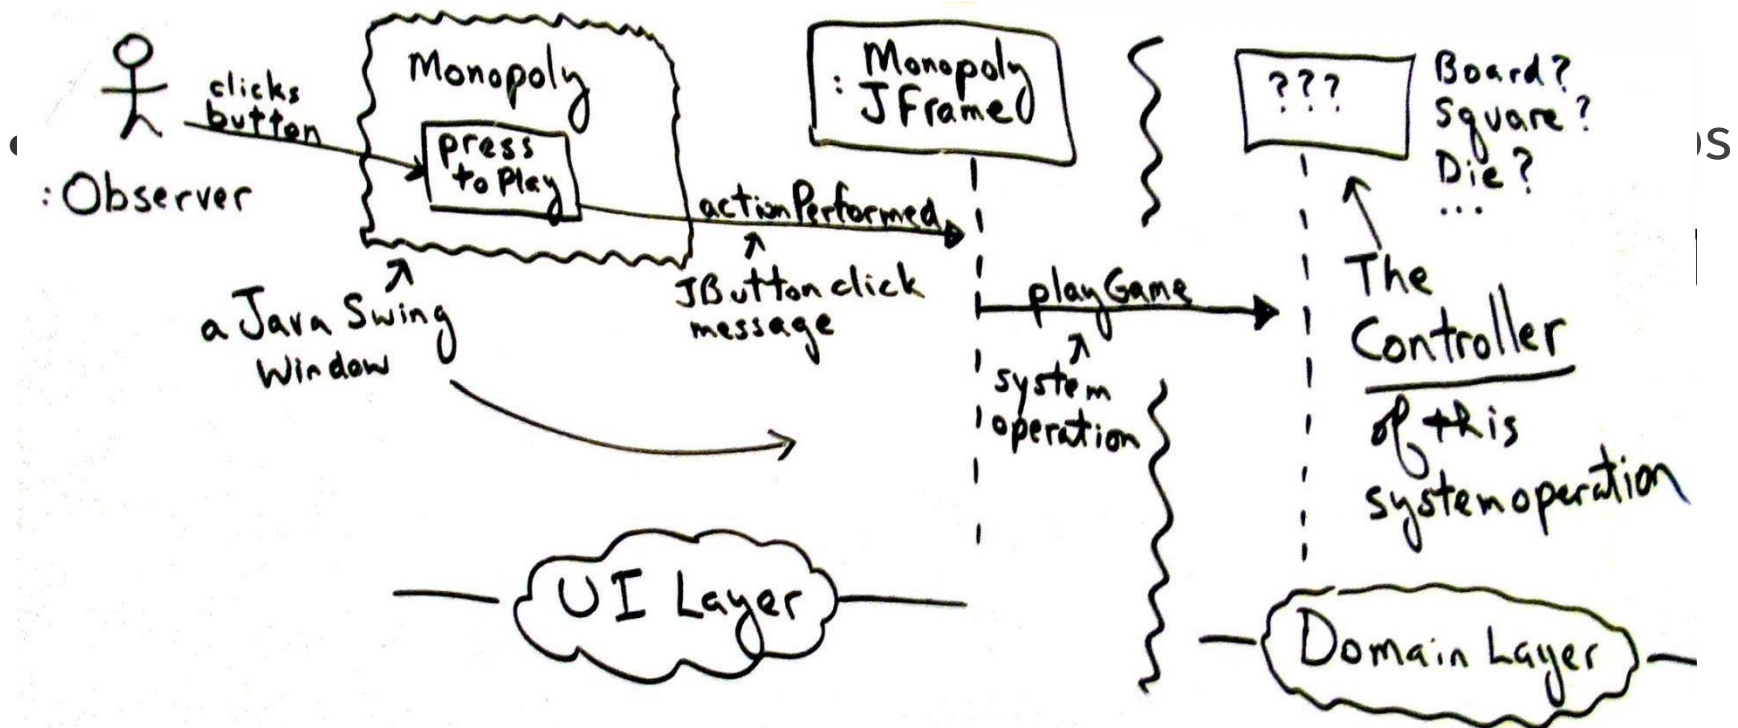 clicks
button
: Observer
Monopoly
press
to Play
a Java Swing
Window
actionPerformed
JButton click
message
Monopoly
: JFrame
playGame
system
operation
???
Board?
Square?
Die?
...
The
Controller
of this
system operation
UI Layer
Domain Layer